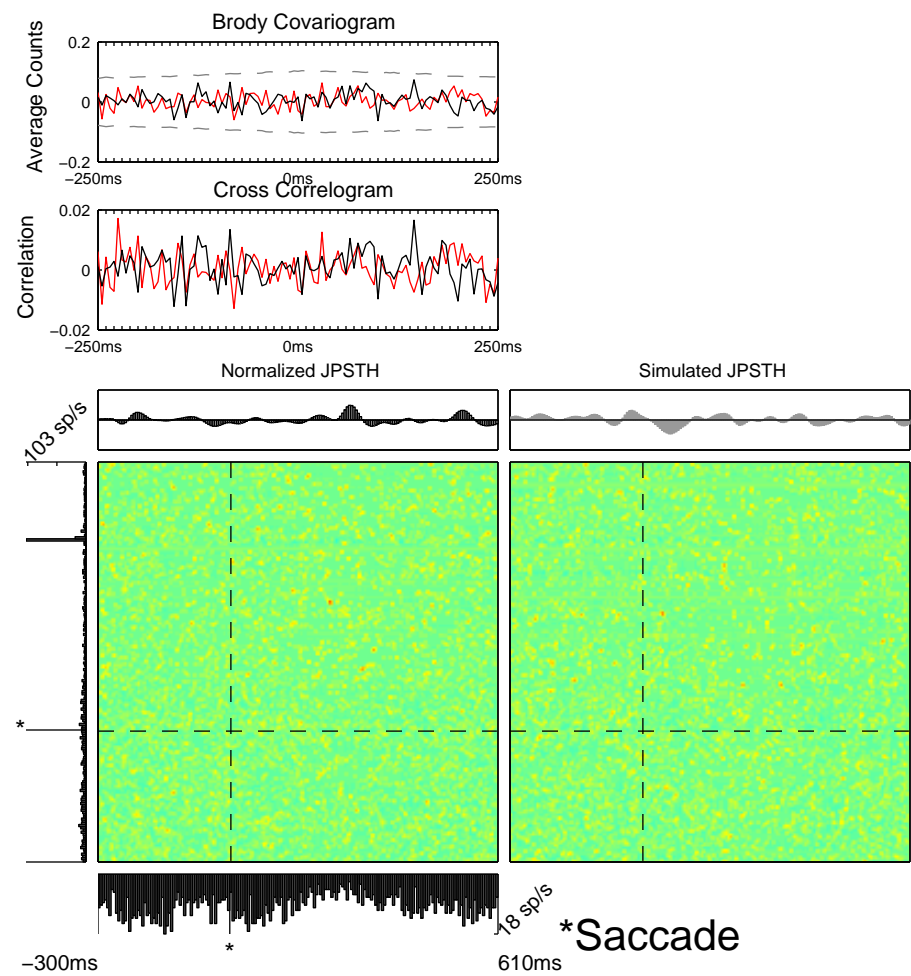 Brody Covariogram
Average Counts
0.2
0
−0.2
−250ms
0ms
250ms
Cross Correlogram
Correlation
0.02
0
−0.02
−250ms
0ms
250ms
Normalized JPSTH
Simulated JPSTH
103 sp/s
*
18 sp/s
*
*Saccade
−300ms
610ms